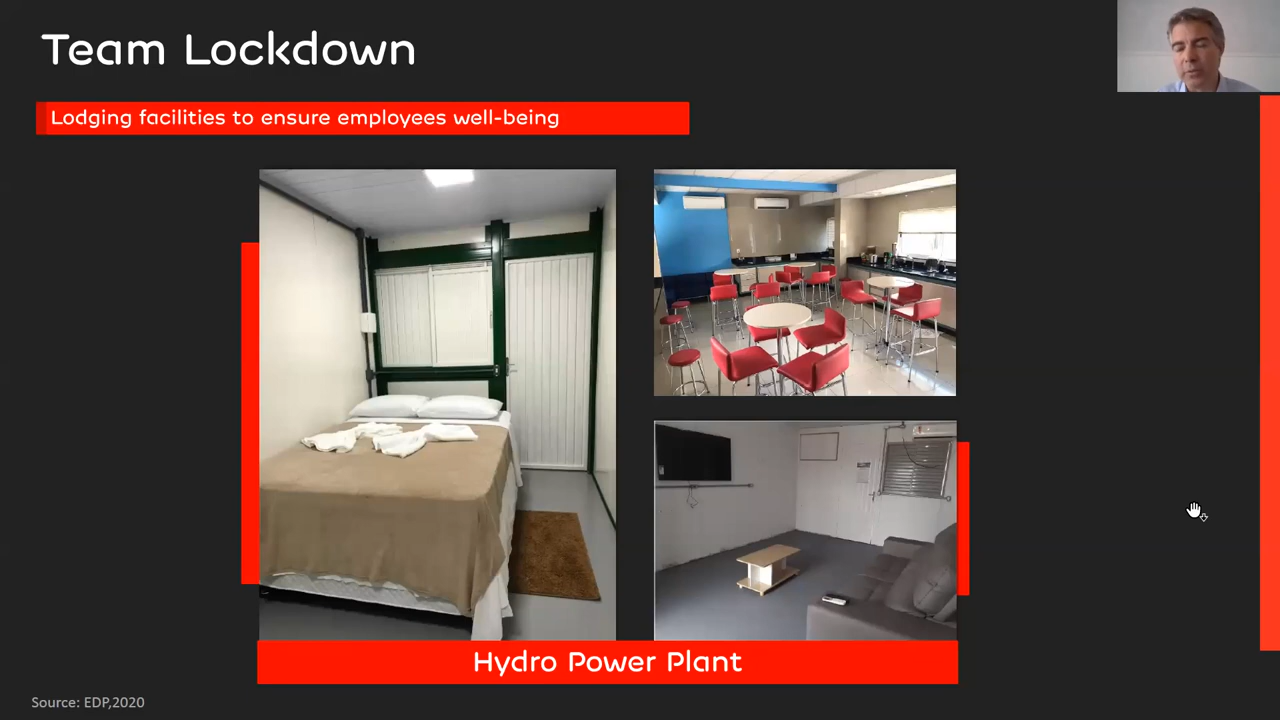 Team Lockdown
Lodging facilities to ensure employees well-being
Hydro Power Plant
Source: EDP,2020